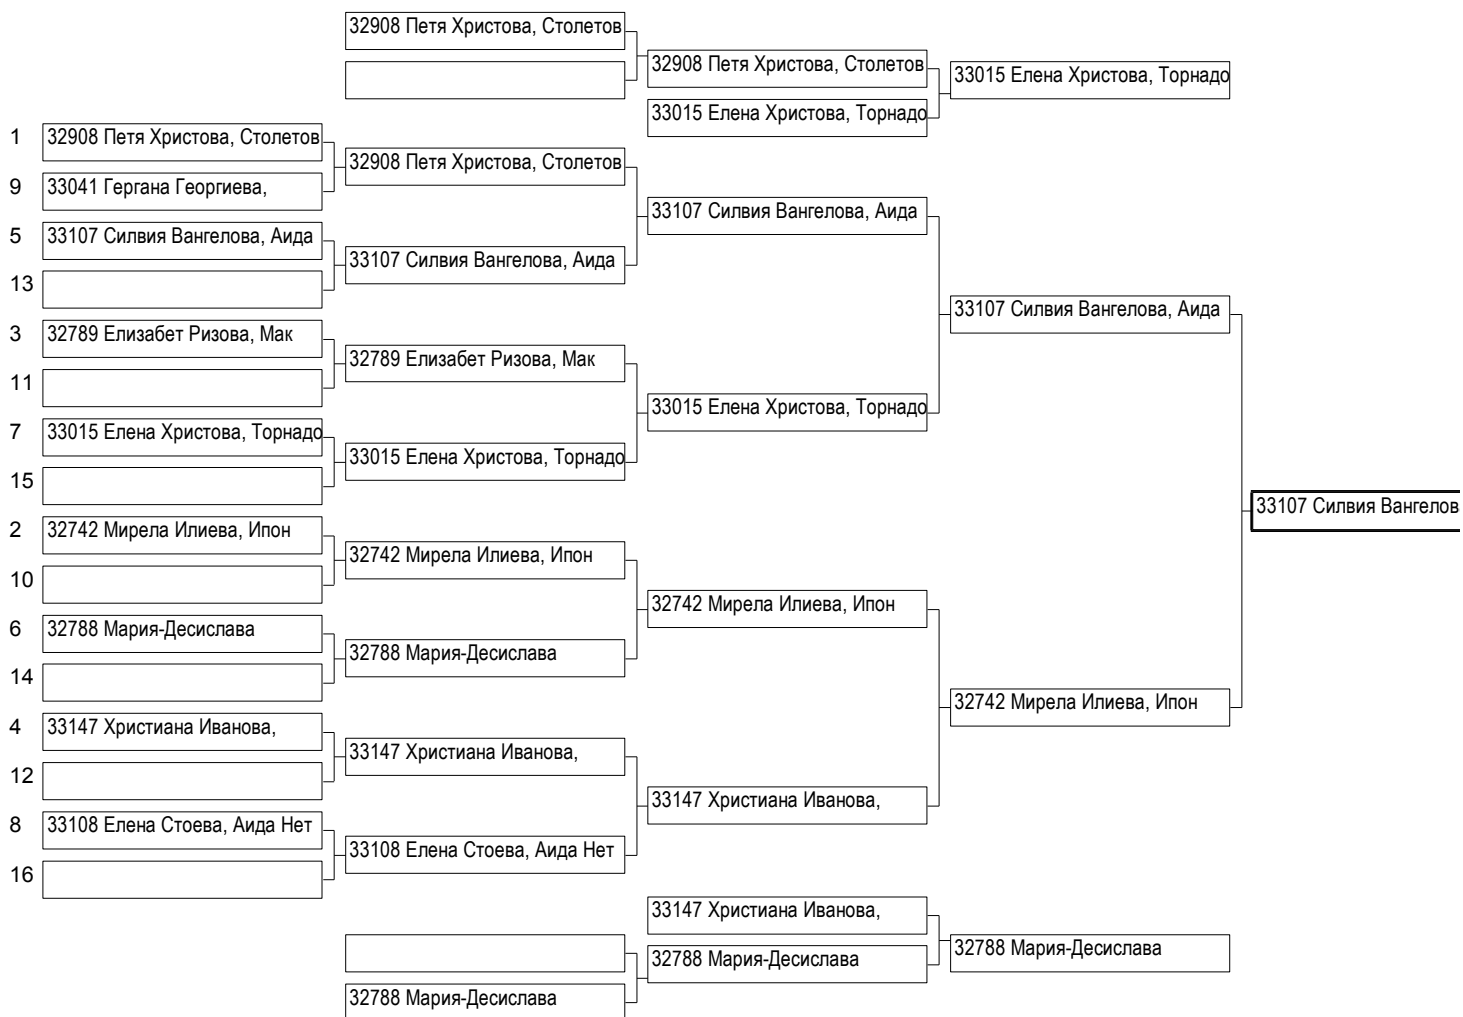 32908 Петя Христова, Столетов
32908 Петя Христова, Столетов
33015 Елена Христова, Торнадо
33015 Елена Христова, Торнадо
1 32908 Петя Христова, Столетов
32908 Петя Христова, Столетов
9 33041 Гергана Георгиева,
33107 Силвия Вангелова, Аида
5 33107 Силвия Вангелова, Аида
33107 Силвия Вангелова, Аида
13
33107 Силвия Вангелова, Аида
3 32789 Елизабет Ризова, Мак
32789 Елизабет Ризова, Мак
11
33015 Елена Христова, Торнадо
7 33015 Елена Христова, Торнадо
33015 Елена Христова, Торнадо
15
33107 Силвия Вангелов
2 32742 Мирела Илиева, Ипон
32742 Мирела Илиева, Ипон
10
32742 Мирела Илиева, Ипон
6 32788 Мария-Десислава
32788 Мария-Десислава
14
32742 Мирела Илиева, Ипон
4 33147 Христиана Иванова,
33147 Христиана Иванова,
12
33147 Христиана Иванова,
8 33108 Елена Стоева, Аида Нет
33108 Елена Стоева, Аида Нет
16
33147 Христиана Иванова,
32788 Мария-Десислава
32788 Мария-Десислава
32788 Мария-Десислава